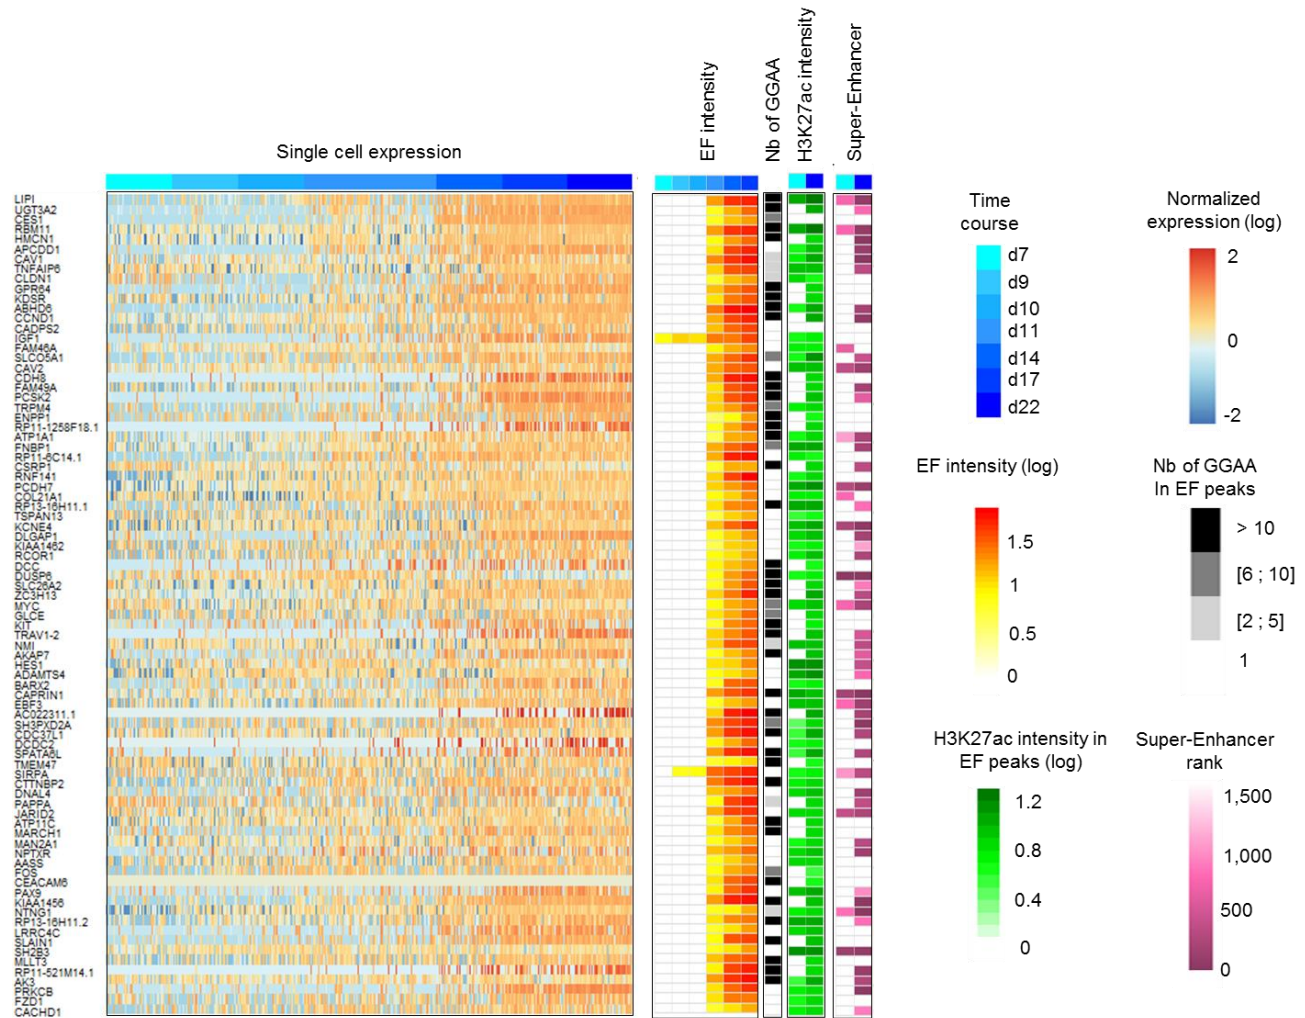 Single cell expression
EF intensity
Nb of GGAA
H3K27ac intensity
Super-Enhancer
LIPI
UGT3A2
CES1
RBM11
HMCN1
APCDD1
CAV1
TNFAIP6
CLDN1
GPR64
KDSR
ABHD6
CCND1
CADPS2
IGF1
FAM46A
SLCO5A1
CAV2
CDH8
FAM49A
PCSK2
TRPM4
ENPP1
RP11-1258F18.1
ATP1A1
FNBP1
RP11-6C14.1
CSRP1
RNF141
PCDH7
COL21A1
RP13-16H11.1
TSPAN13
KCNE4
DLGAP1
KIAA1462
RCOR1
DCC
DUSP6
SLC26A2
ZC3H13
MYC
GLCE
KIT
TRAV1-2
NMI
AKAP7
HES1
ADAMTS4
BARX2
CAPRIN1
EBF3
AC022311.1
SH3PXD2A
CDC37L1
DCDC2
SPATA6L
TMEM47
SIRPA
CTTNBP2
DNAL4
PAPPA
JARID2
ATP11C
MARCH1
MAN2A1
NPTXR
AASS
FOS
CEACAM6
PAX9
KIAA1456
NTNG1
RP13-16H11.2
LRRC4C
SLAIN1
SH2B3
MLLT3
RP11-521M14.1
AK3
PRKCB
FZD1
CACHD1
Time
course
d7
d9
d10
d11
d14
d17
d22
Normalized
expression (log)
2
0
-2
EF intensity (log)
1.5
1
0.5
0
Nb of GGAA
In EF peaks
> 10
[6 ; 10]
[2 ; 5]
1
H3K27ac intensity in
EF peaks (log)
1.2
0.8
0.4
0
Super-Enhancer
rank
1,500
1,000
500
0